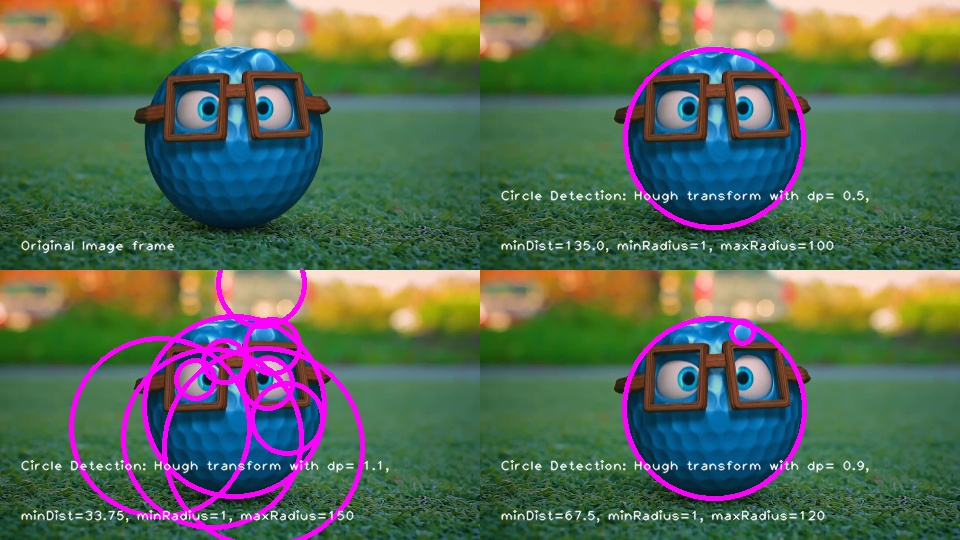 Original Image frame
Circle Detection: Hough transform with dp= 0.5,
minDist=135.0, minRadius=1, maxRadius=100
Circle Detection: Hough transform with dp= 1.1,
minDist=33.75, minRadius=1, maxRadius=150
Circle Detection: Hough transform with dp= 0.9,
minDist=67.5, minRadius=1, maxRadius=120